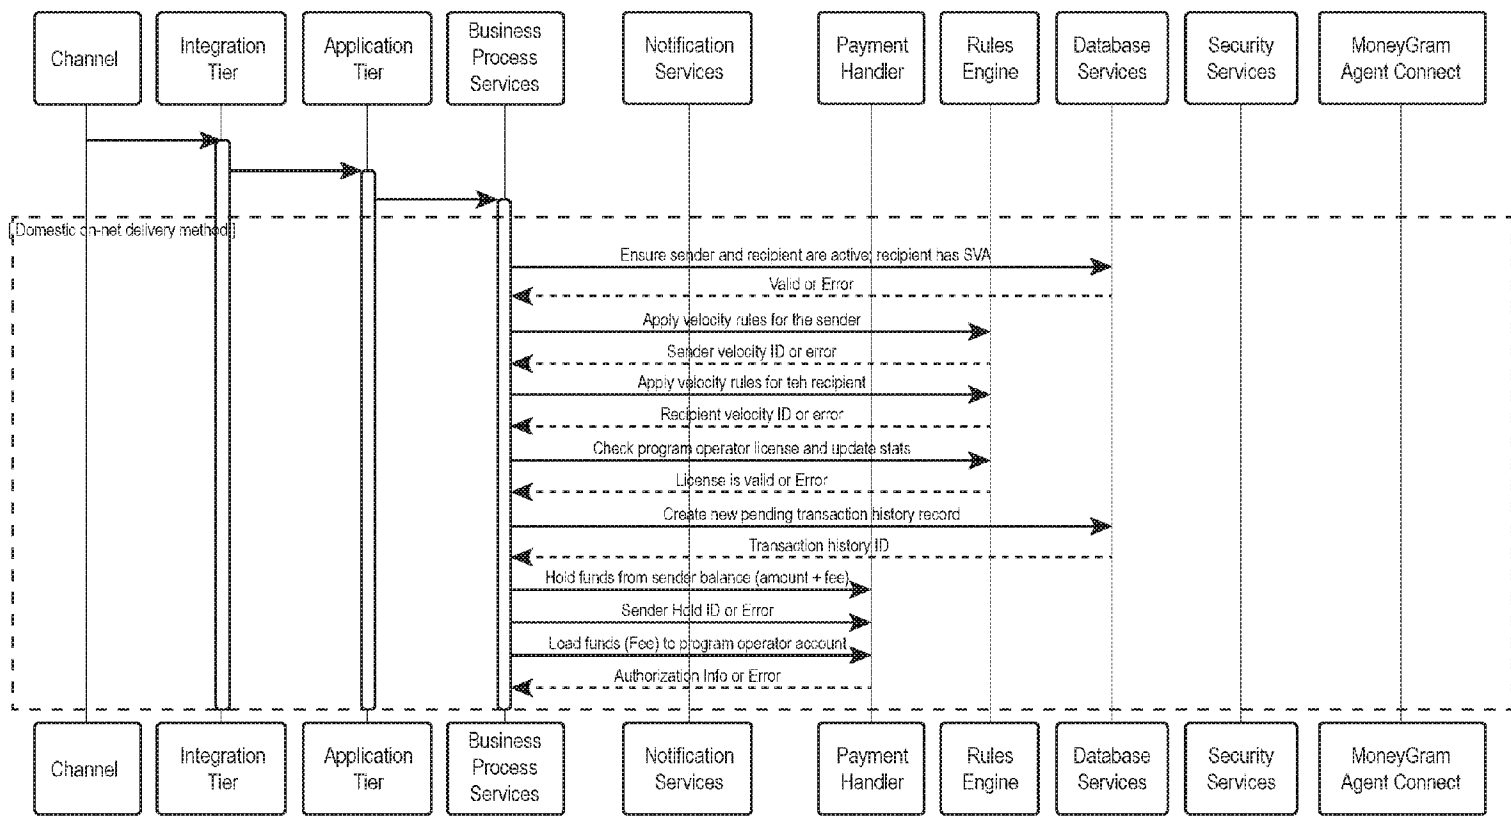 Channel
Integration
Tier
Application
Tier
Business
Process
Services
Notification
Services
Payment
Handler
Rules
Engine
Database
Services
Security
Services
MoneyGram
Agent Connect
[Domestic on-net delivery method]
Ensure sender and recipient are active; recipient has SVA
Valid or Error
Apply velocity rules for the sender
Sender velocity ID or error
Apply velocity rules for teh recipient
Recipient velocity ID or error
Check program operator license and update stats
License is valid or Error
Create new pending transaction history record
Transaction history ID
Hold funds from sender balance (amount + fee)
Sender Hold ID or Error
Load funds (Fee) to program operator account
Authorization Info or Error
Channel
Integration
Tier
Application
Tier
Business
Process
Services
Notification
Services
Payment
Handler
Rules
Engine
Database
Services
Security
Services
MoneyGram
Agent Connect